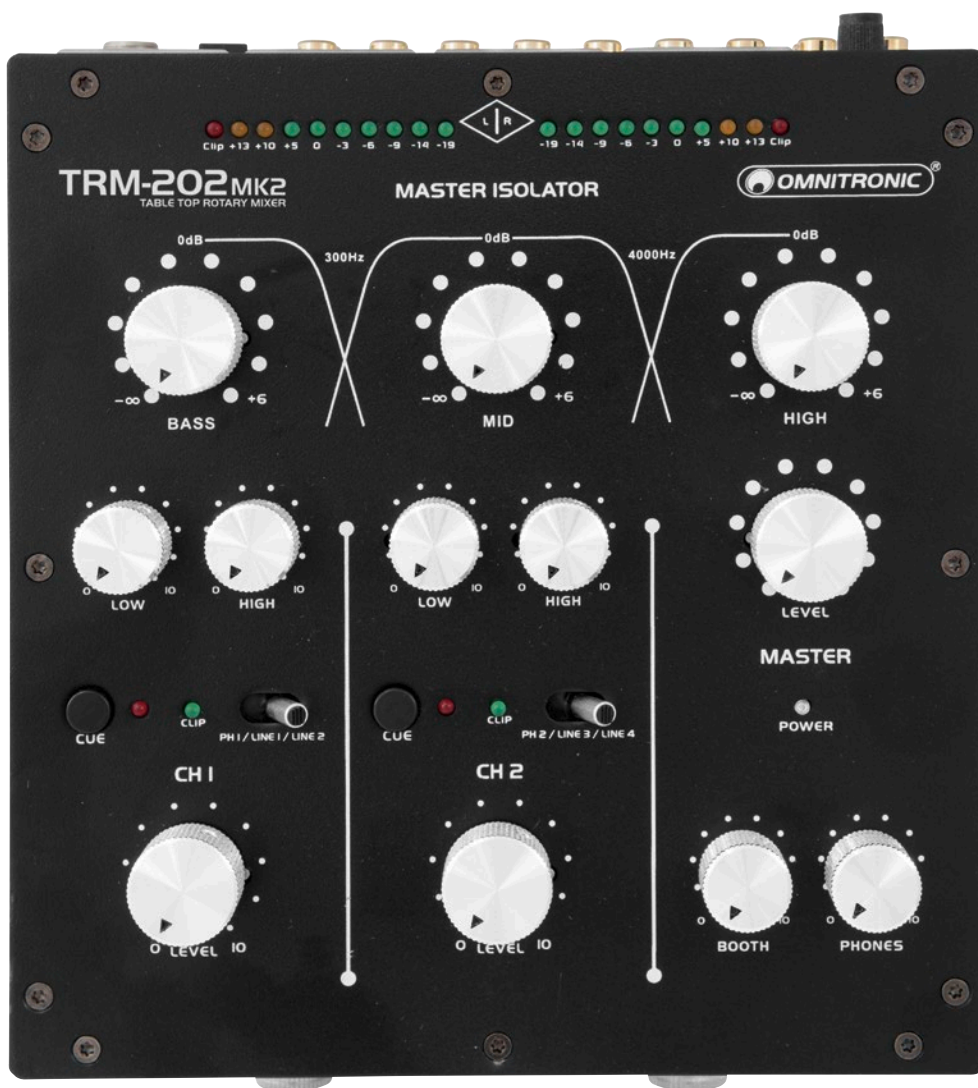 L R
Clip +13 +10 +5 0 -3 -6 -9 -14 -19
-19 -14 -9 -6 -3 0 +5 +10 +13 Clip
TRM-202 MK2
TABLE TOP ROTARY MIXER
MASTER ISOLATOR
OMNITRONIC®
0dB 300Hz 0dB 4000Hz 0dB
-∞ +6 -∞ +6 -∞ +6
BASS MID HIGH
0 10 0 10 0 10 0 10
LOW HIGH LOW HIGH
LEVEL
MASTER
POWER
CUE CLIP PH 1 / LINE 1 / LINE 2
CUE CLIP PH 2 / LINE 3 / LINE 4
CH 1 CH 2
0 LEVEL 10
0 LEVEL 10
0 10 0 10
BOOTH PHONES